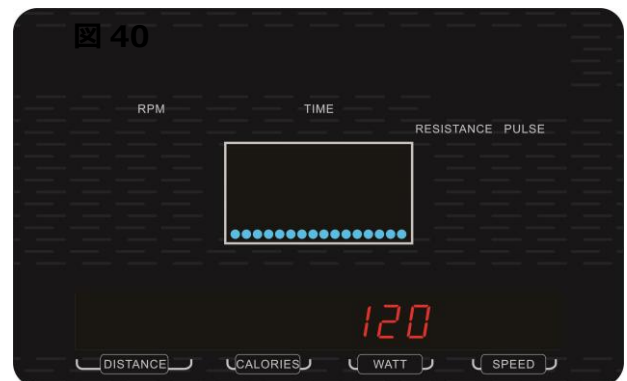 図 40
RPM TIME
RESISTANCE PULSE
120
DISTANCE CALORIES WATT SPEED